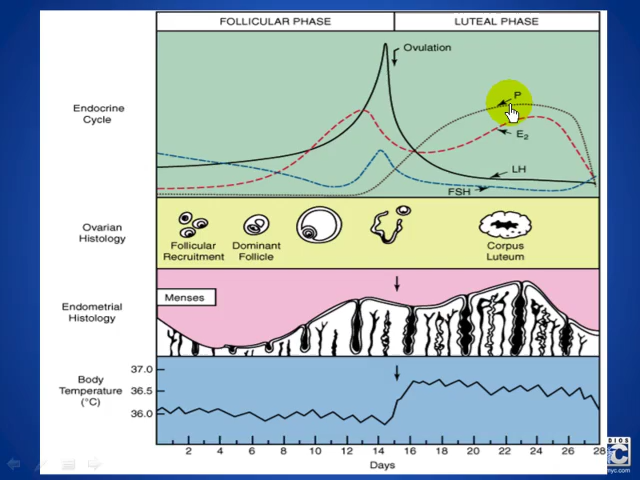 FOLLICULAR PHASE
LUTEAL PHASE
Endocrine
Cycle
Ovulation
P
E2
LH
FSH
Ovarian
Histology
Follicular
Recruitment
Dominant
Follicle
Corpus
Luteum
Endometrial
Histology
Menses
Body
Temperature
(°C)
37.0
36.5
36.0
2 4 6 8 10 12 14 16 18 20 22 24 26 28
Days
DIOS